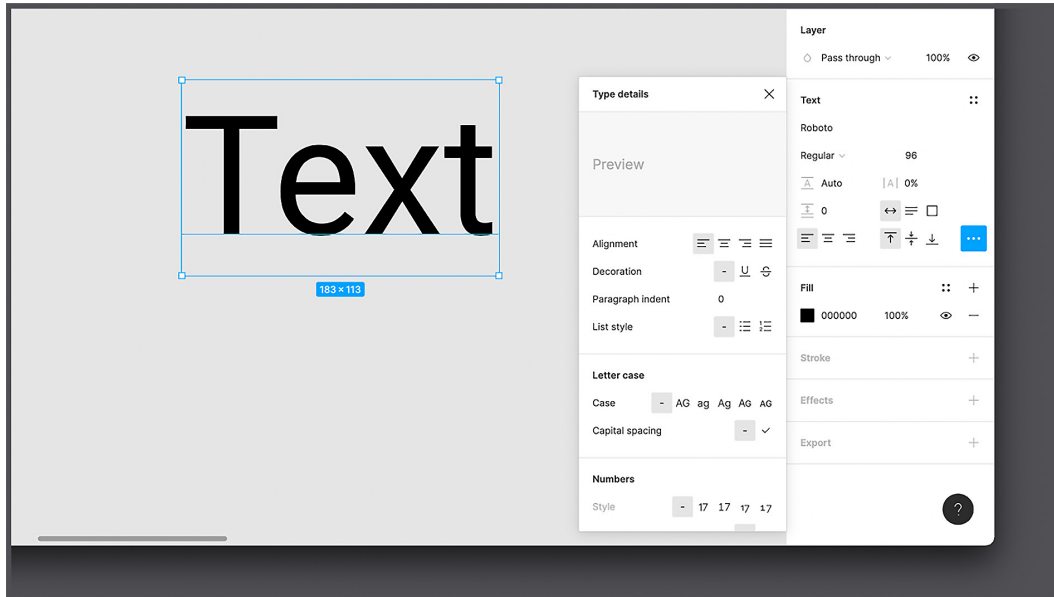 Text
183 × 113
Type details
Preview
Alignment
Decoration - U S
Paragraph indent 0
List style -
Letter case
Case - AG ag Ag AG AG
Capital spacing -
Numbers
Style - 17 17 17 17
Layer
Pass through 100%
Text
Roboto
Regular 96
A Auto |A| 0%
0
...
Fill
000000 100%
Stroke
Effects
Export
?